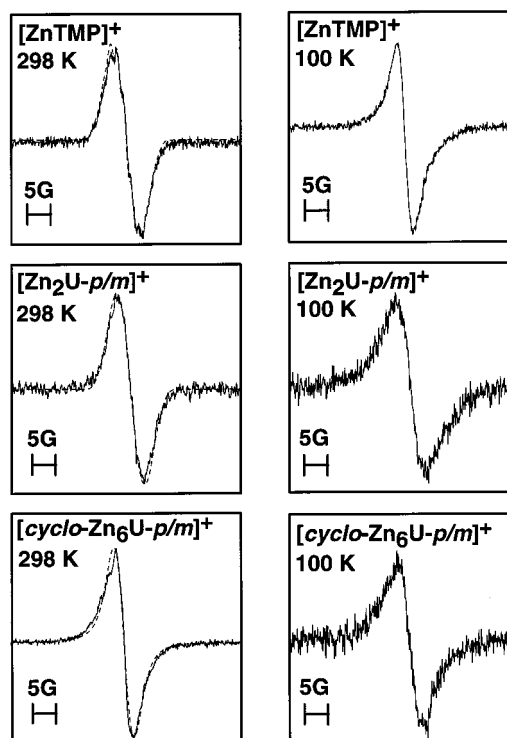 [ZnTMP]+
298 K
5G
[ZnTMP]+
100 K
5G
[Zn2U-p/m]+
298 K
5G
[Zn2U-p/m]+
100 K
5G
[cyclo-Zn6U-p/m]+
298 K
5G
[cyclo-Zn6U-p/m]+
100 K
5G